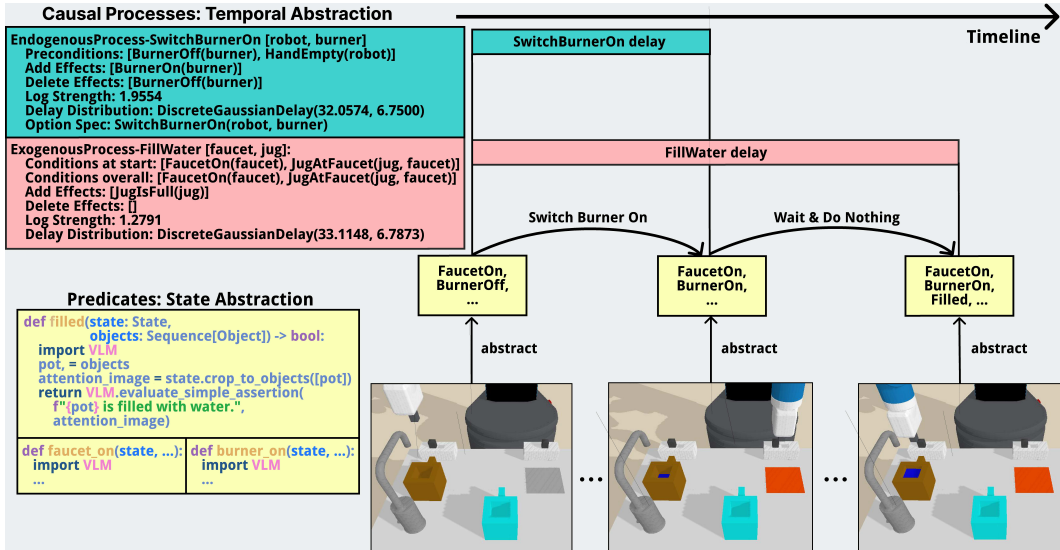 Causal Processes: Temporal Abstraction
Timeline
EndogenousProcess-SwitchBurnerOn [robot, burner]
Preconditions: [BurnerOff(burner), HandEmpty(robot)]
Add Effects: [BurnerOn(burner)]
Delete Effects: [BurnerOff(burner)]
Log Strength: 1.9554
Delay Distribution: DiscreteGaussianDelay(32.0574, 6.7500)
Option Spec: SwitchBurnerOn(robot, burner)
ExogenousProcess-FillWater [faucet, jug]:
Conditions at start: [FaucetOn(faucet), JugAtFaucet(jug, faucet)]
Conditions overall: [FaucetOn(faucet), JugAtFaucet(jug, faucet)]
Add Effects: [JugIsFull(jug)]
Delete Effects: []
Log Strength: 1.2791
Delay Distribution: DiscreteGaussianDelay(33.1148, 6.7873)
SwitchBurnerOn delay
FillWater delay
Switch Burner On
Wait & Do Nothing
FaucetOn,
BurnerOff,
...
FaucetOn,
BurnerOn,
...
FaucetOn,
BurnerOn,
Filled, ...
abstract
abstract
abstract
Predicates: State Abstraction
def filled(state: State,
objects: Sequence[Object]) -> bool:
import VLM
pot, = objects
attention_image = state.crop_to_objects([pot])
return VLM.evaluate_simple_assertion(
f"{pot} is filled with water.",
attention_image)
def faucet_on(state, ...):
import VLM
...
def burner_on(state, ...):
import VLM
...
...
...